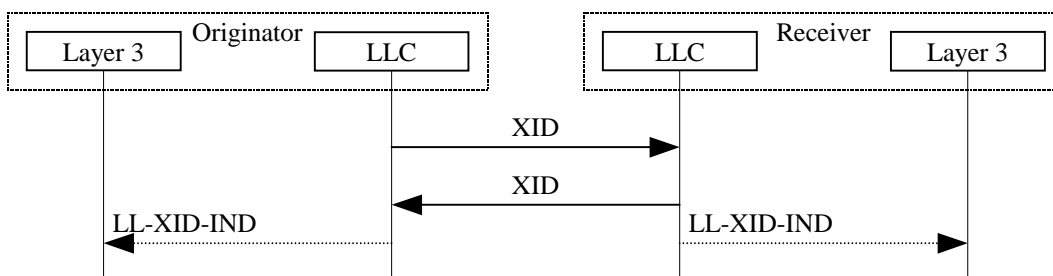 Originator
Receiver
Layer 3
LLC
LLC
Layer 3
XID
XID
LL-XID-IND
LL-XID-IND